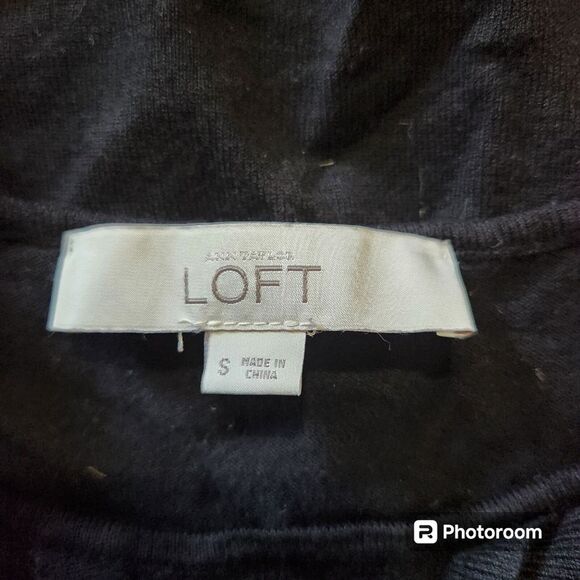 ANN TAYLOR
LOFT
S
MADE IN
CHINA
Photoroom